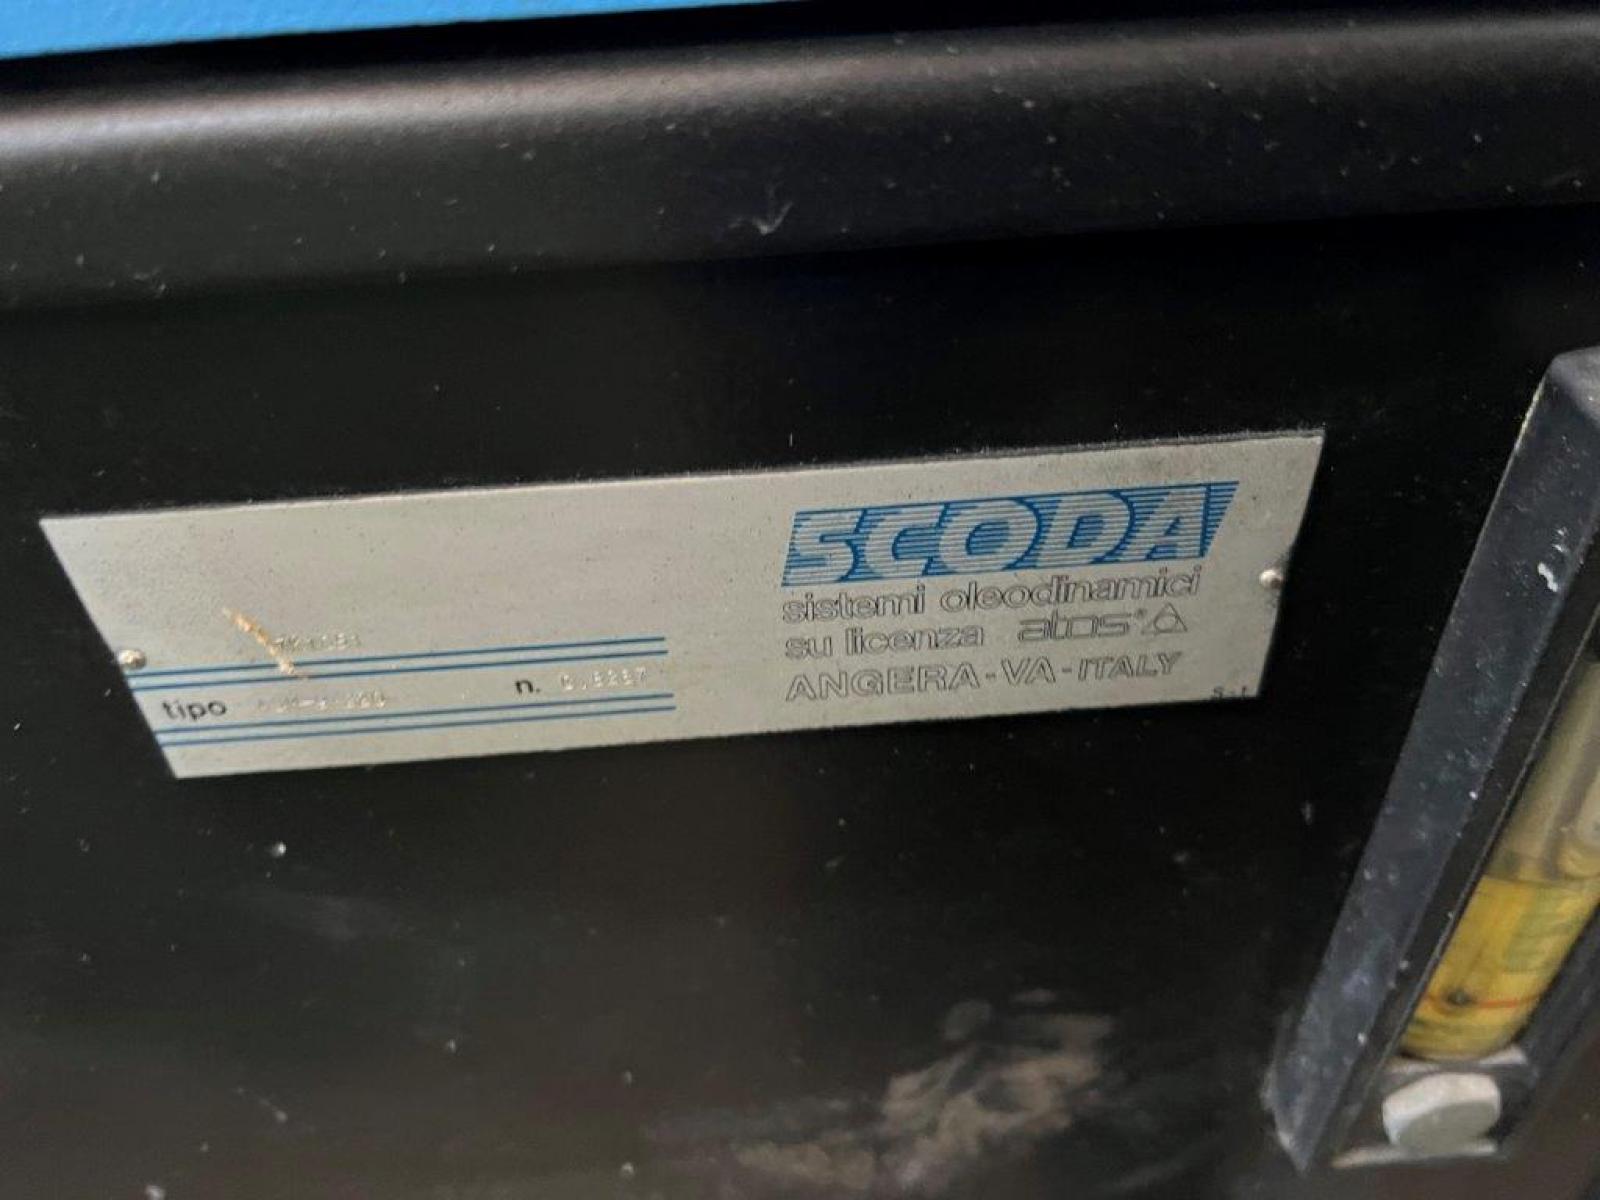 SCODA
sistemi oleodinamici
su licenza atos®
ANGERA-VA-ITALY
tipo
n.